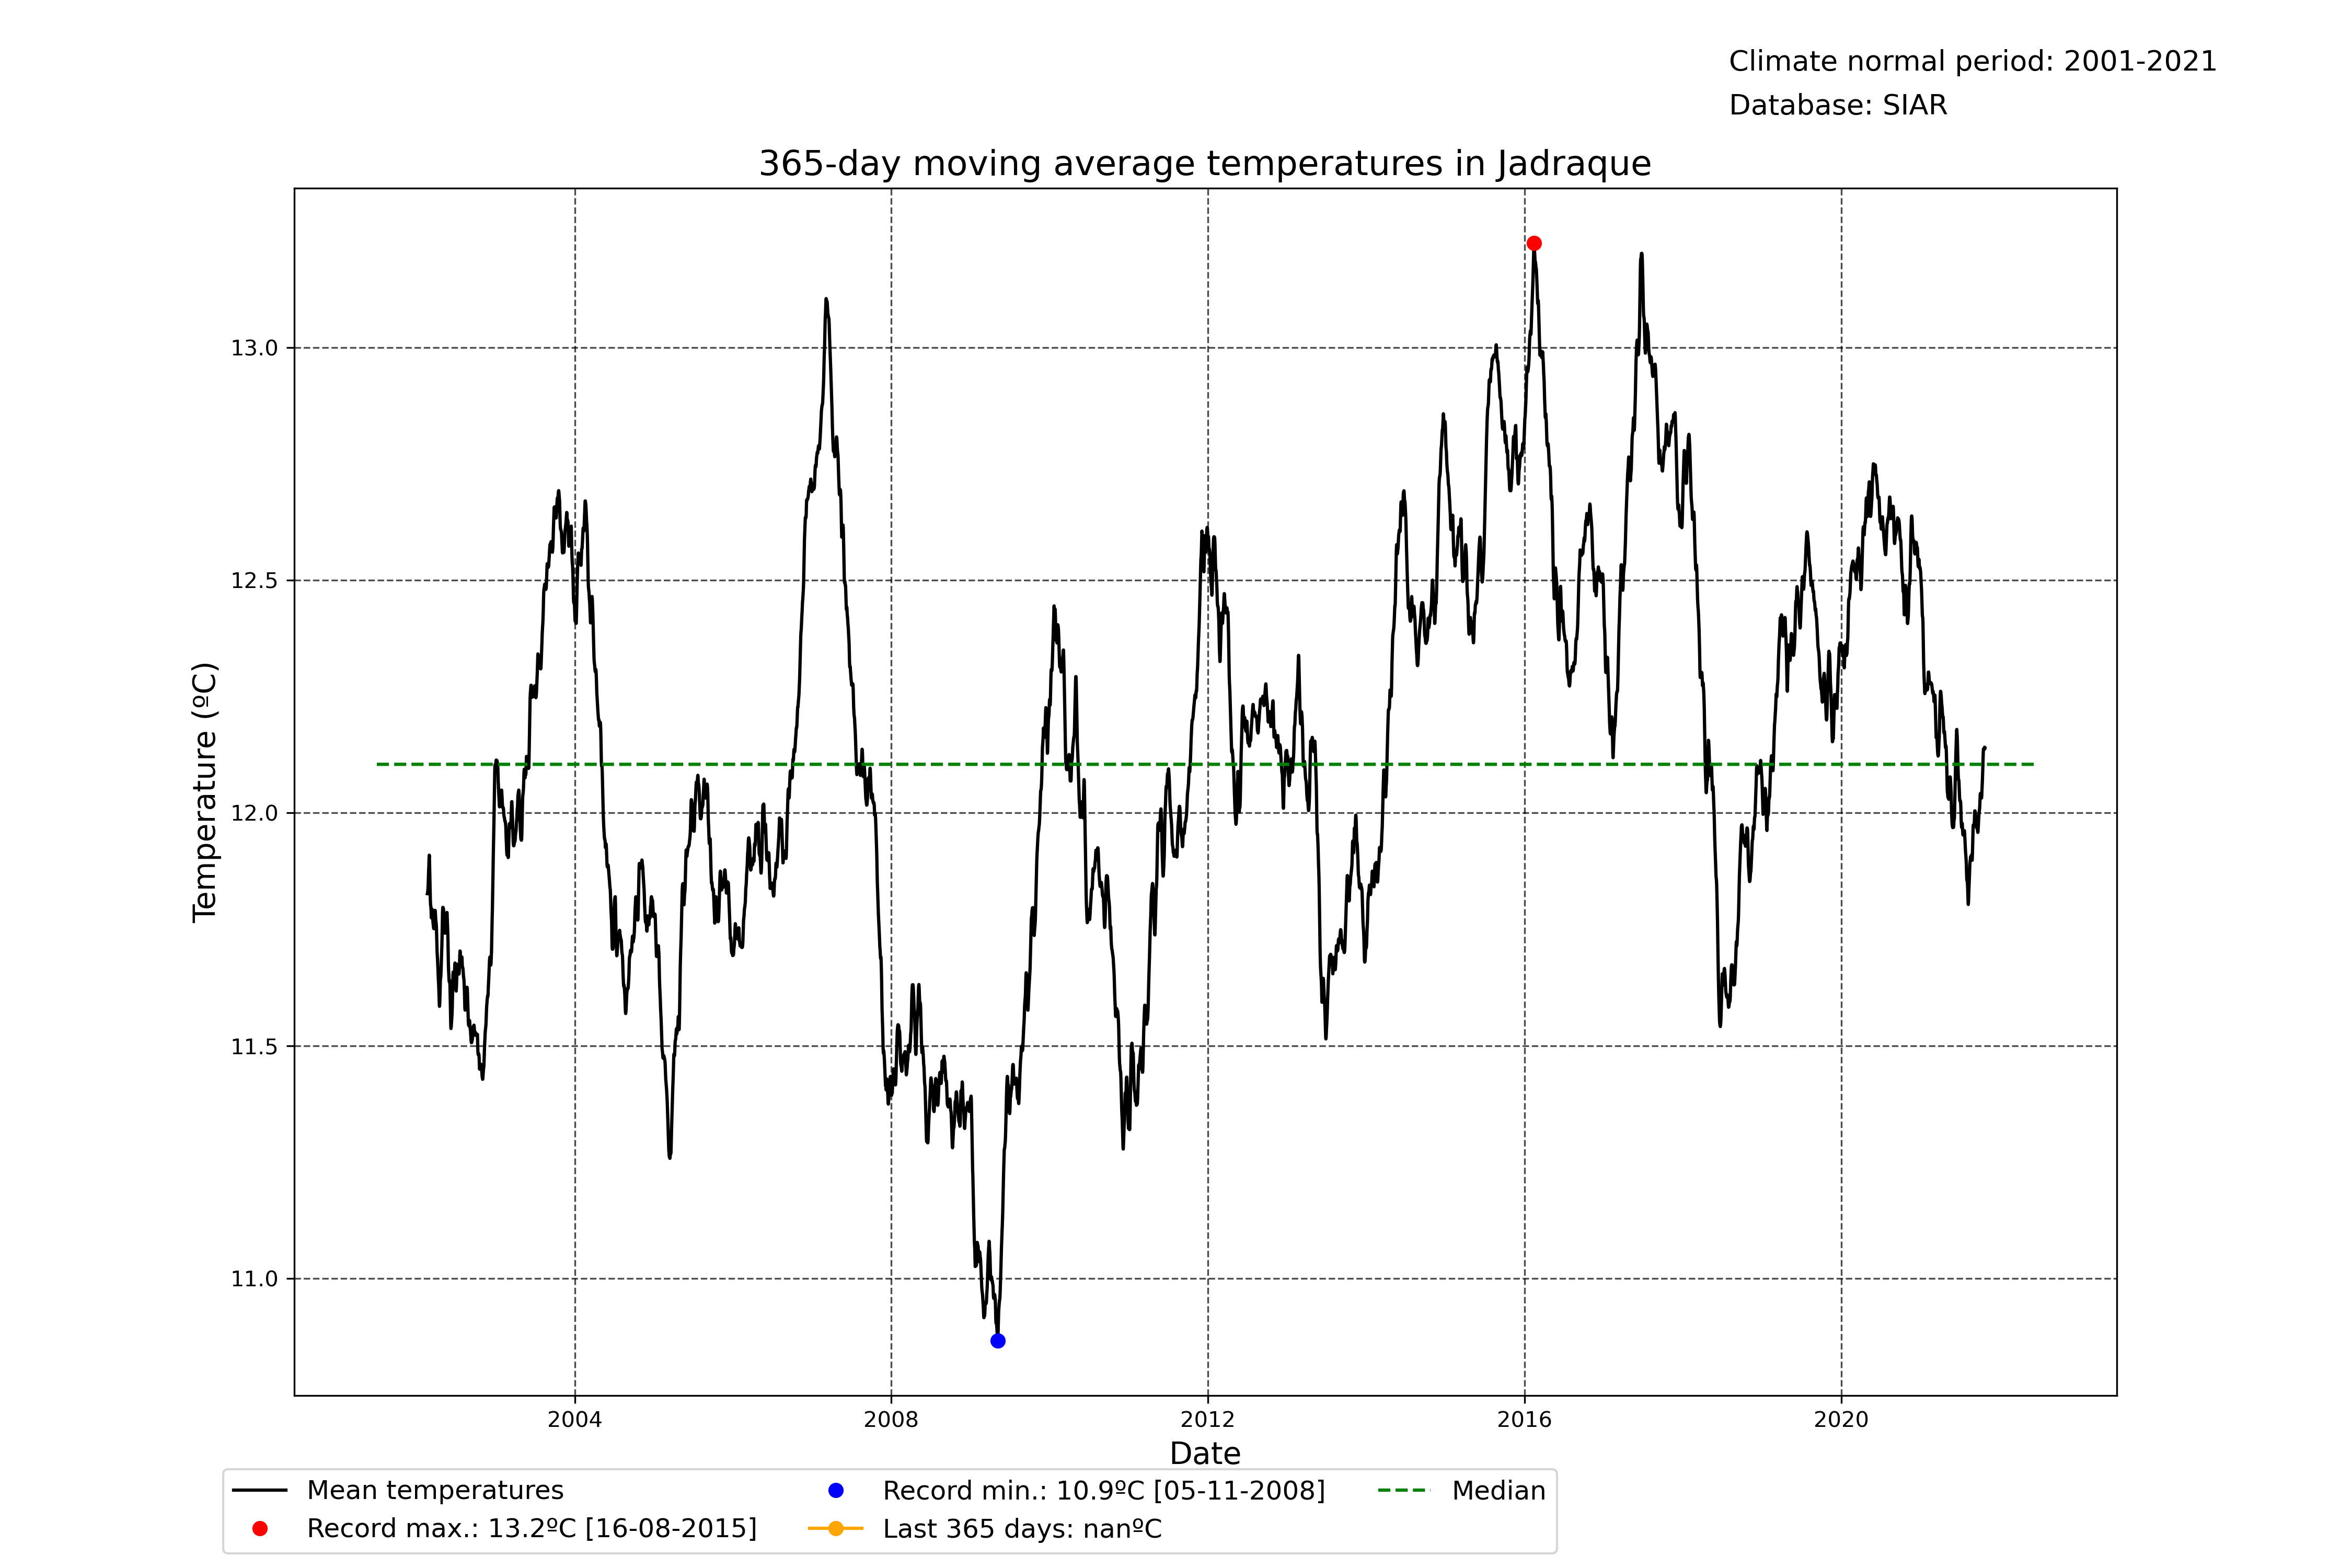 Climate normal period: 2001-2021
Database: SIAR
365-day moving average temperatures in Jadraque
Temperature (ºC)
13.0
12.5
12.0
11.5
11.0
2004
2008
2012
2016
2020
Date
Mean temperatures
Record max.: 13.2ºC [16-08-2015]
Record min.: 10.9ºC [05-11-2008]
Last 365 days: nanºC
Median